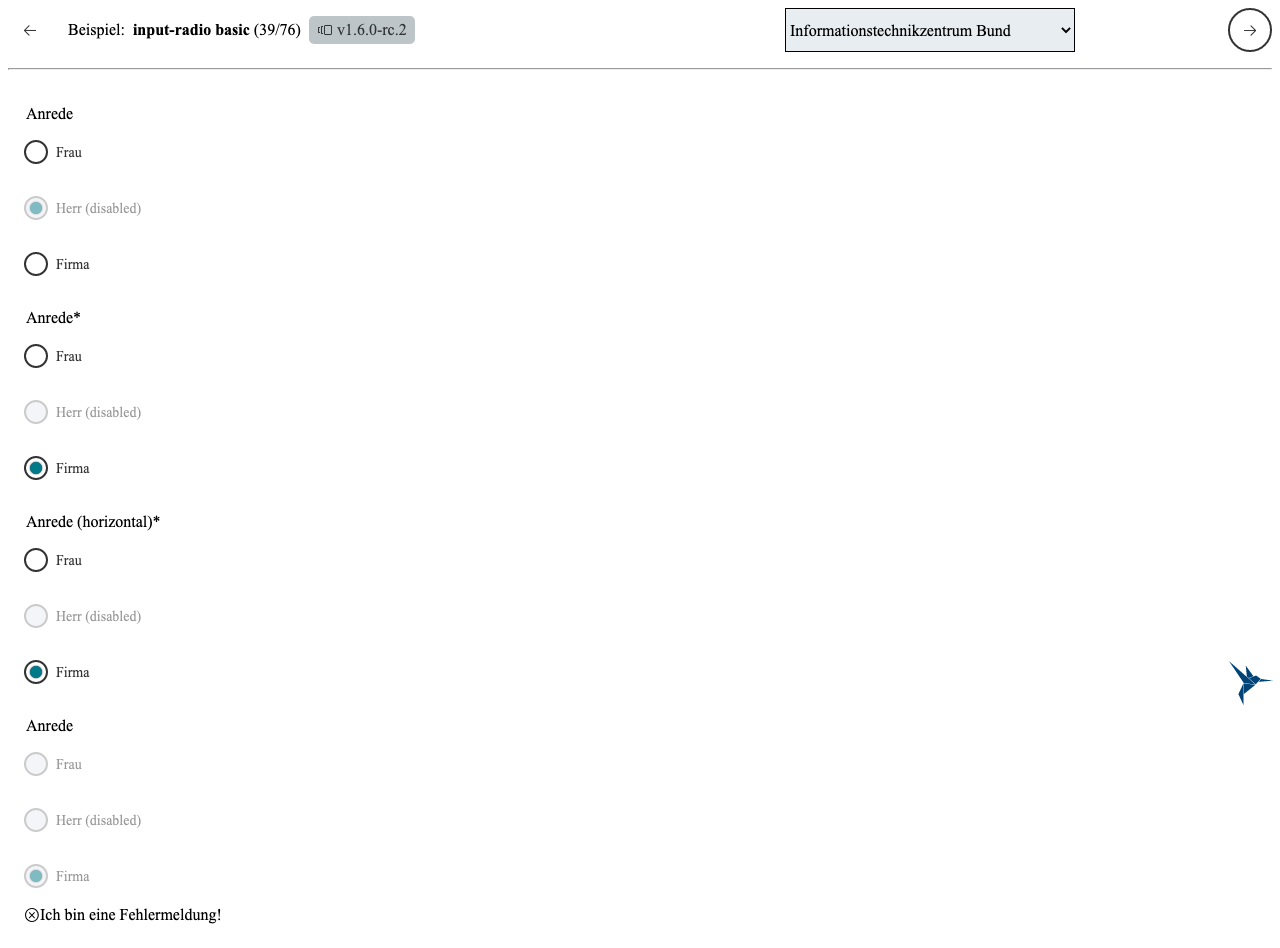 Beispiel: input-radio basic (39/76) v1.6.0-rc.2 Informationstechnikzentrum Bund
Anrede
Frau
Herr (disabled)
Firma
Anrede*
Frau
Herr (disabled)
Firma
Anrede (horizontal)*
Frau
Herr (disabled)
Firma
Anrede
Frau
Herr (disabled)
Firma
Ich bin eine Fehlermeldung!